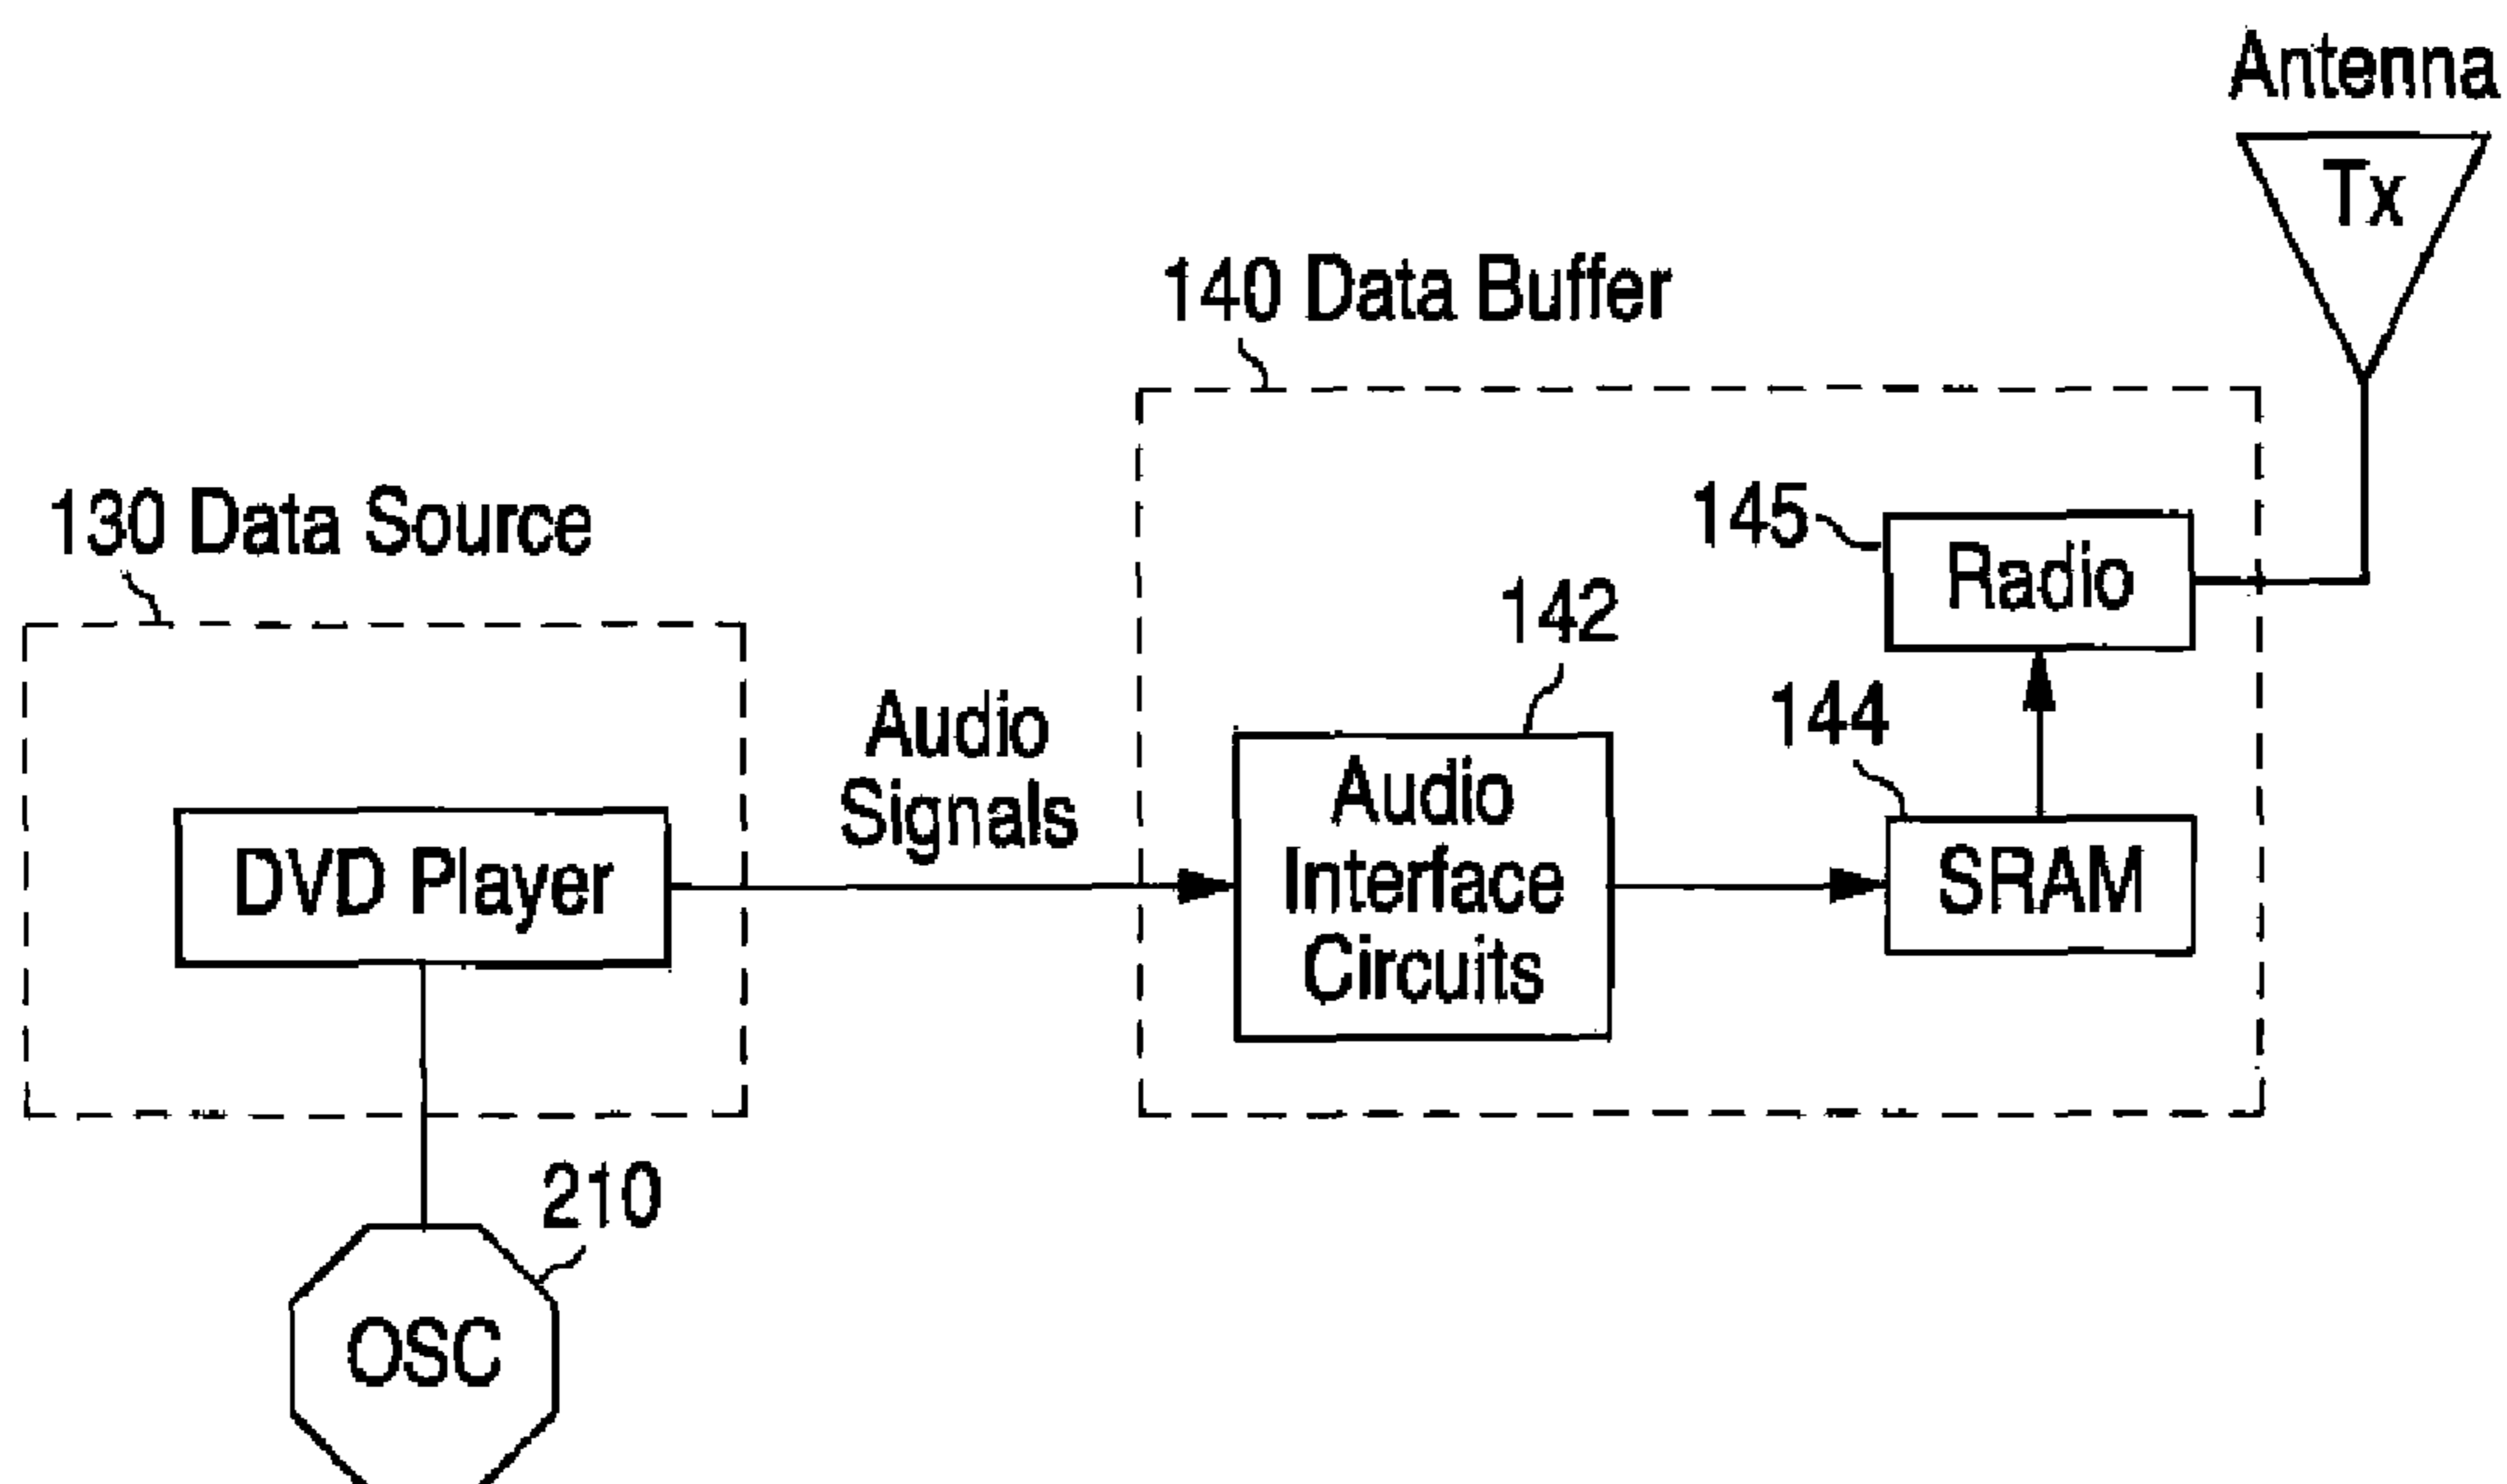 Antenna
Tx
140 Data Buffer
130 Data Source
145
Radio
142
Audio
Signals
144
Audio
Interface
Circuits
DVD Player
SRAM
210
OSC